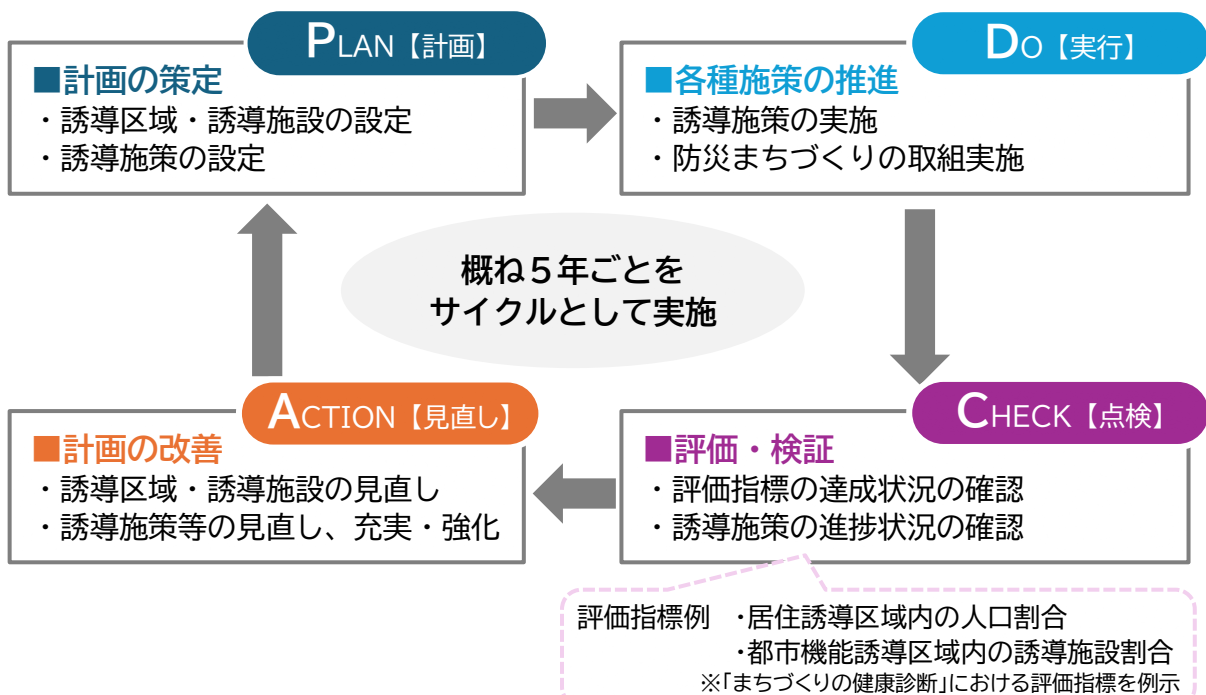 PLAN【計画】
■計画の策定
・誘導区域・誘導施設の設定
・誘導施策の設定
DO【実行】
■各種施策の推進
・誘導施策の実施
・防災まちづくりの取組実施
概ね５年ごとを
サイクルとして実施
ACTION【見直し】
■計画の改善
・誘導区域・誘導施設の見直し
・誘導施策等の見直し、充実・強化
CHECK【点検】
■評価・検証
・評価指標の達成状況の確認
・誘導施策の進捗状況の確認
評価指標例 ・居住誘導区域内の人口割合
・都市機能誘導区域内の誘導施設割合
※「まちづくりの健康診断」における評価指標を例示